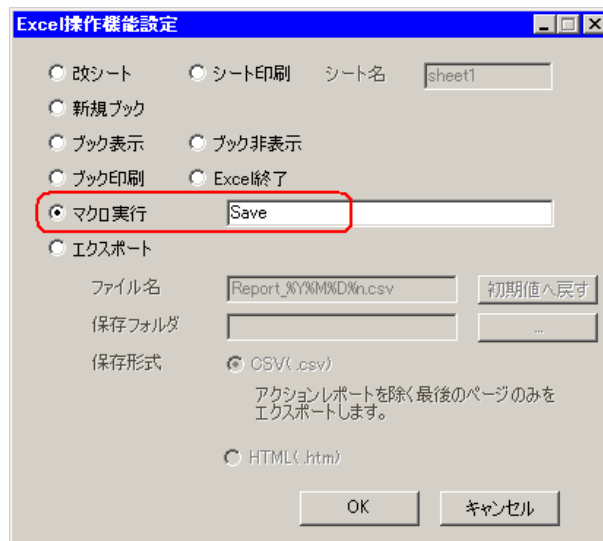 Excel操作機能設定
改シート シート印刷 シート名 sheet1
新規ブック
ブック表示 ブック非表示
ブック印刷 Excel終了
マクロ実行 Save
エクスポート
ファイル名 Report_%Y%M%D%n.csv 初期値へ戻す
保存フォルダ ...
保存形式 CSV(.csv)
アクションレポートを除く最後のページのみを
エクスポートします。
HTML(.htm)
OK キャンセル